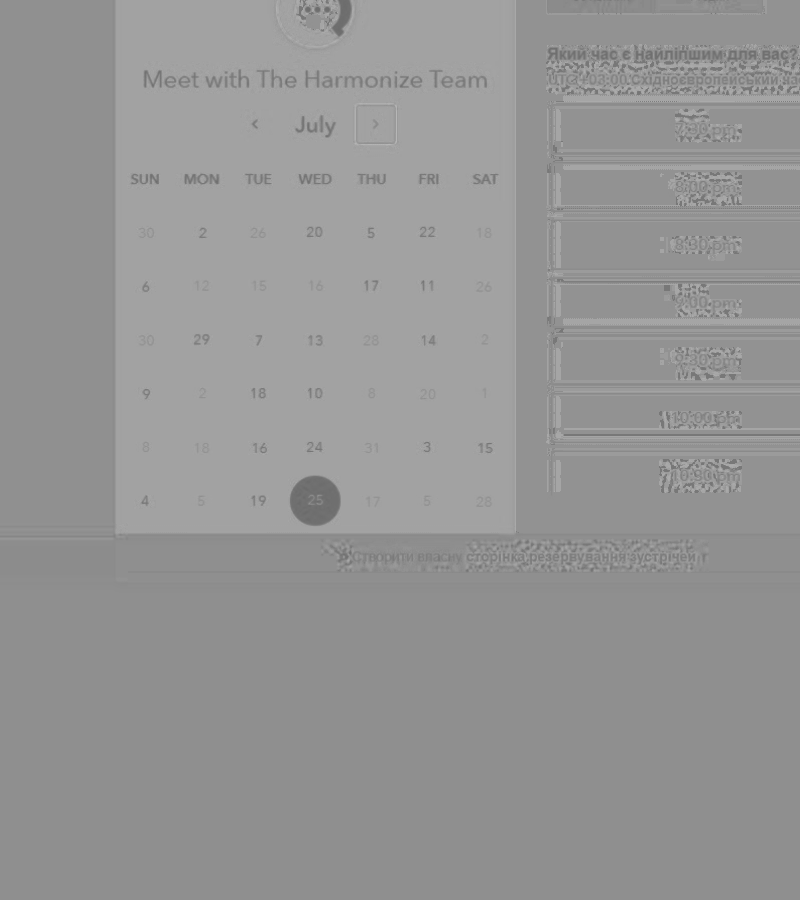 Meet with The Harmonize Team
‹ July ›
SUN MON TUE WED THU FRI SAT
30 2 26 20 5 22 18
6 12 15 16 17 11 26
30 29 7 13 28 14 2
9 2 18 10 8 20 1
8 18 16 24 31 3 15
4 5 19 25 17 5 28
Який час є найліпшим для вас?
UTC +03:00 Східноєвропейський
7:30 pm
8:00 pm
8:30 pm
9:00 pm
9:30 pm
10:00 pm
10:30 pm
Створити власну сторінка резервування зустрічей